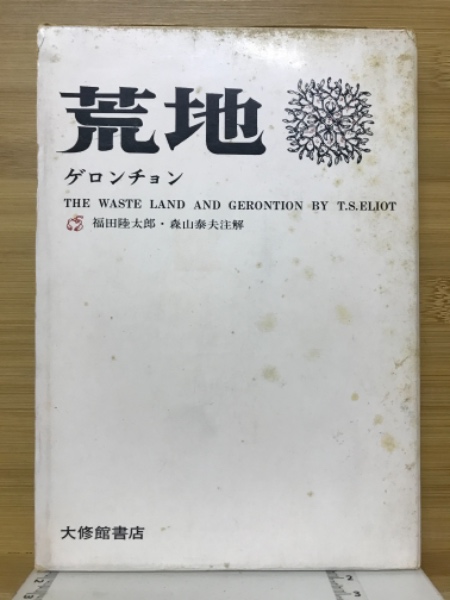 荒地
ゲロンチョン
THE WASTE LAND AND GERONTION BY T.S.ELIOT
福田陸太郎・森山泰夫注解
大修館書店